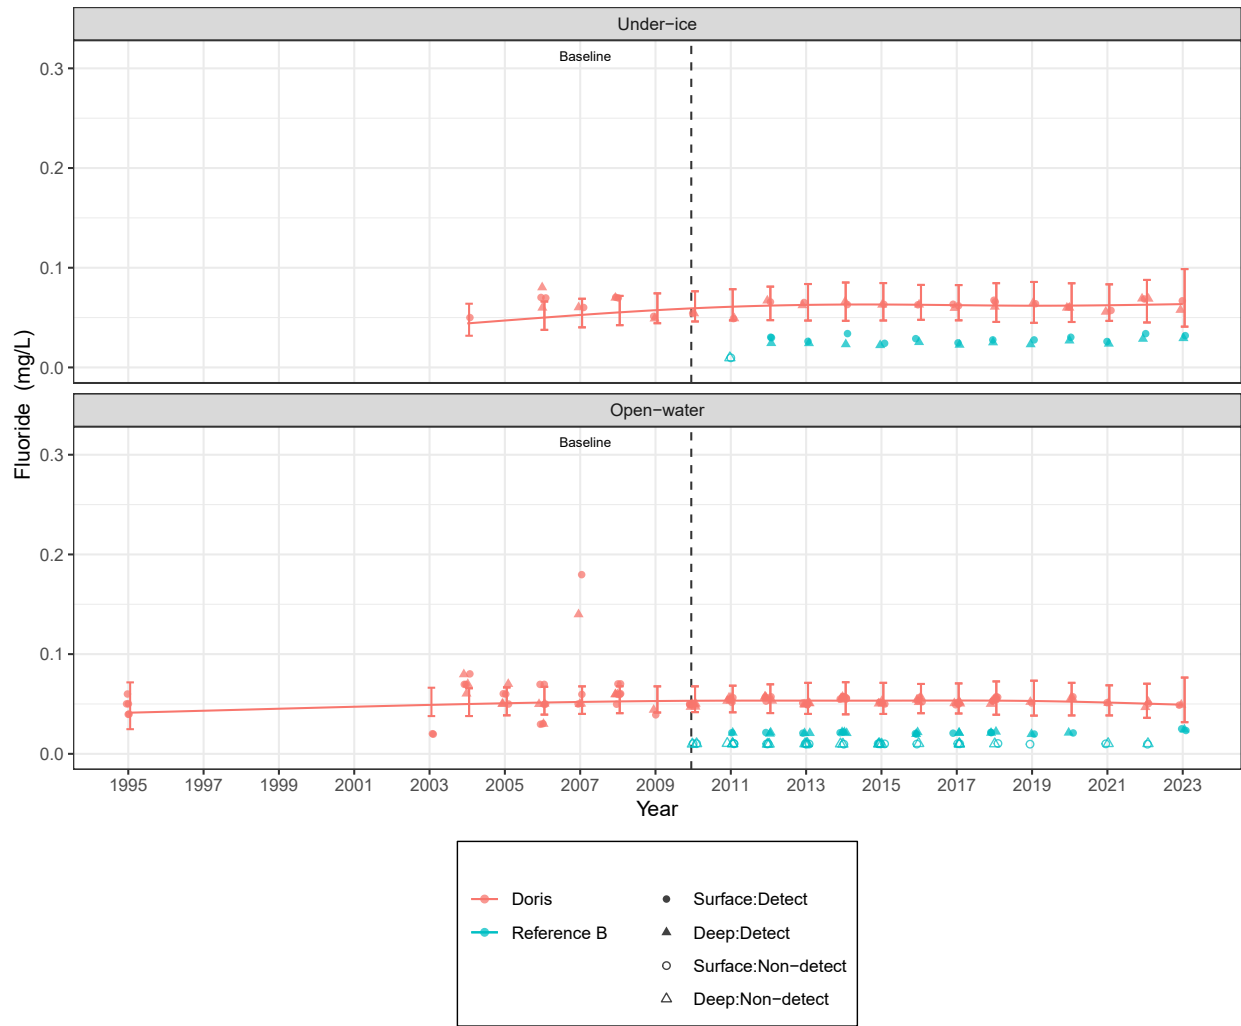 Under−ice
Baseline
0.3
0.2
0.1
0.0
Open−water
Baseline
0.3
0.2
0.1
0.0
Fluoride (mg/L)
1995 1997 1999 2001 2003 2005 2007 2009 2011 2013 2015 2017 2019 2021 2023
Year
Doris
Reference B
Surface:Detect
Deep:Detect
Surface:Non−detect
Deep:Non−detect